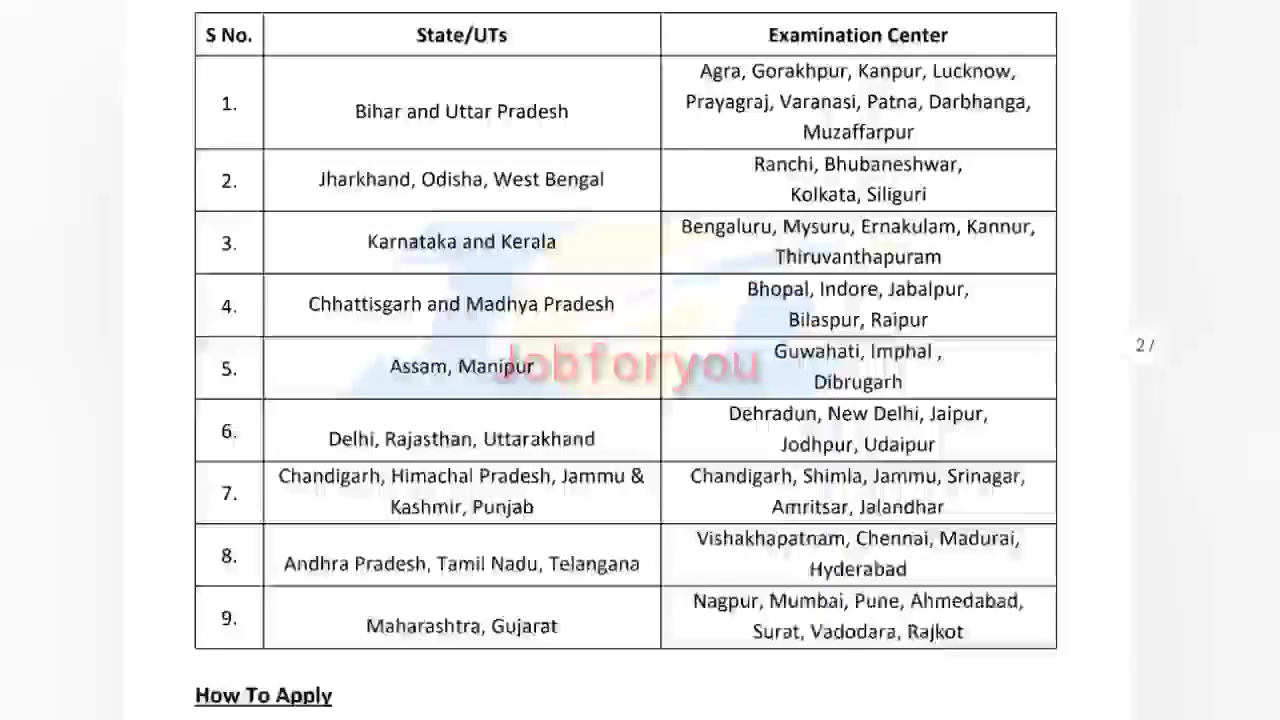 S No. State/UTs Examination Center
1. Bihar and Uttar Pradesh Agra, Gorakhpur, Kanpur, Lucknow,
Prayagraj, Varanasi, Patna, Darbhanga,
Muzaffarpur
2. Jharkhand, Odisha, West Bengal Ranchi, Bhubaneshwar,
Kolkata, Siliguri
3. Karnataka and Kerala Bengaluru, Mysuru, Ernakulam, Kannur,
Thiruvanthapuram
4. Chhattisgarh and Madhya Pradesh Bhopal, Indore, Jabalpur,
Bilaspur, Raipur
5. Assam, Manipur Guwahati, Imphal ,
Dibrugarh
Jobforyou
6. Delhi, Rajasthan, Uttarakhand Dehradun, New Delhi, Jaipur,
Jodhpur, Udaipur
7. Chandigarh, Himachal Pradesh, Jammu & Chandigarh, Shimla, Jammu, Srinagar,
Kashmir, Punjab Amritsar, Jalandhar
8. Andhra Pradesh, Tamil Nadu, Telangana Vishakhapatnam, Chennai, Madurai,
Hyderabad
9. Maharashtra, Gujarat Nagpur, Mumbai, Pune, Ahmedabad,
Surat, Vadodara, Rajkot
How To Apply
2 /